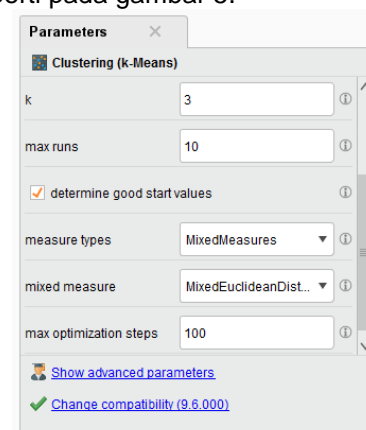 Parameters
Clustering (k-Means)
k 3
max runs 10
determine good start values
measure types MixedMeasures
mixed measure MixedEuclideanDist...
max optimization steps 100
Show advanced parameters
Change compatibility (9.6.000)